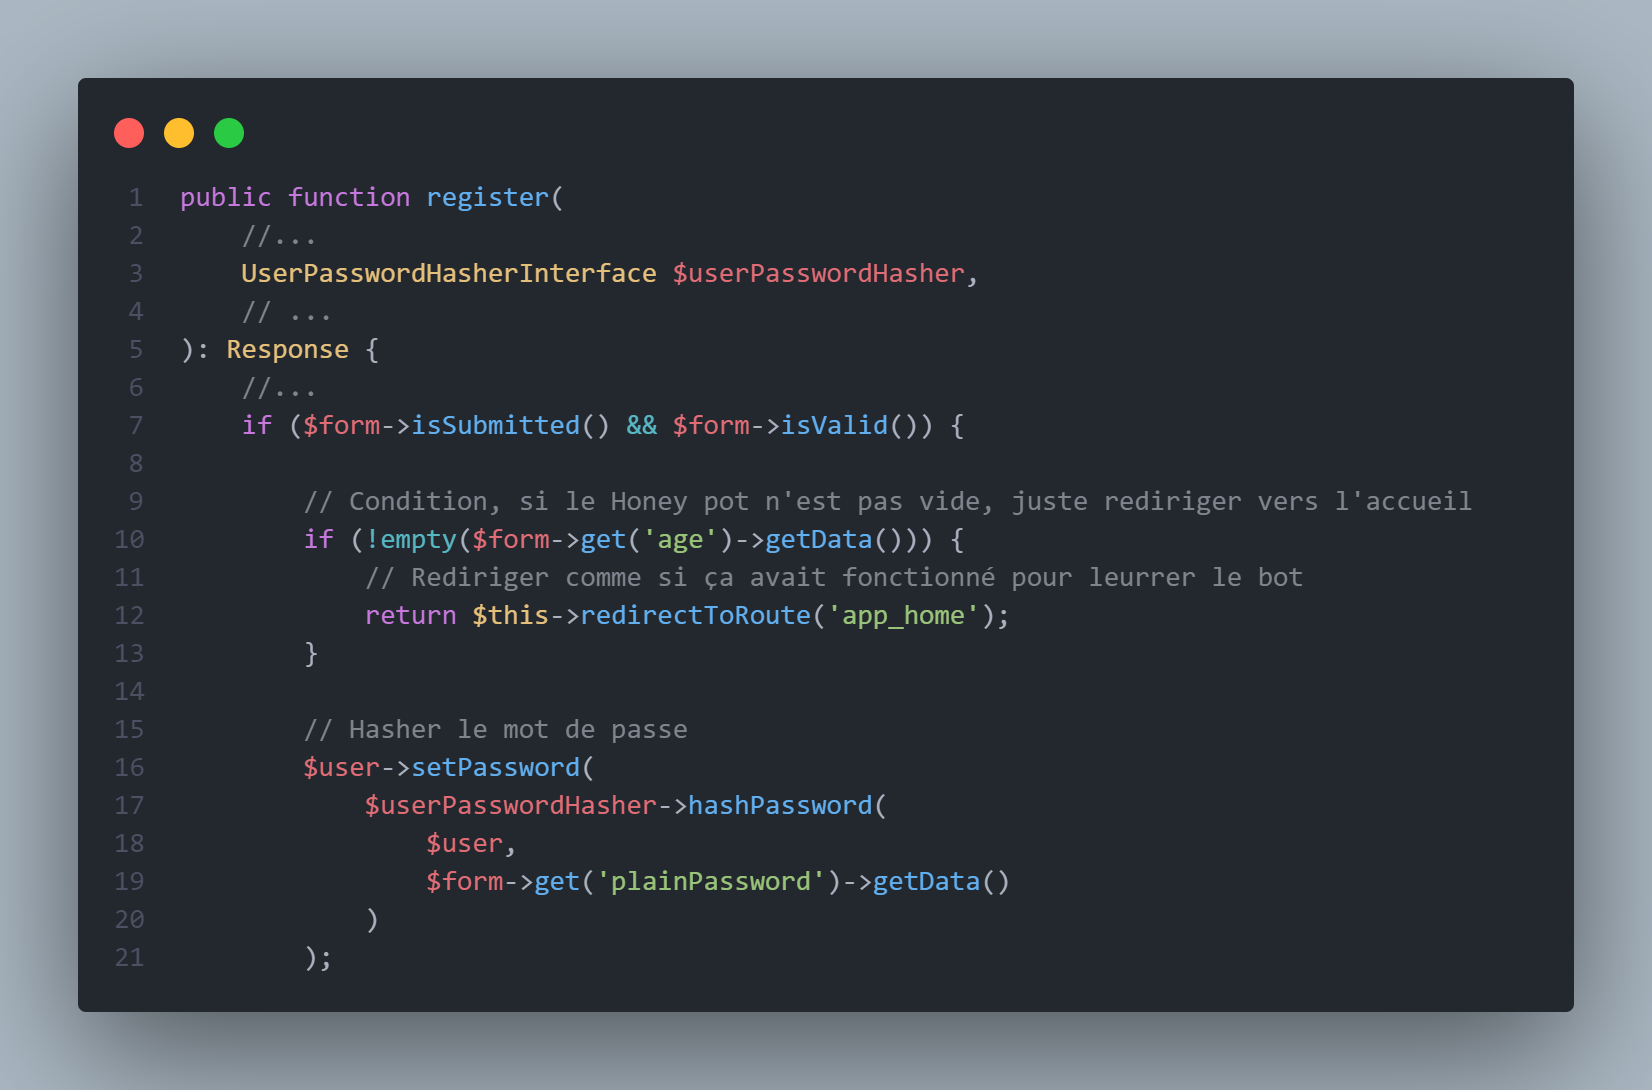 1 public function register(
2     //...
3     UserPasswordHasherInterface $userPasswordHasher,
4     // ...
5 ): Response {
6     //...
7     if ($form->isSubmitted() && $form->isValid()) {
8
9         // Condition, si le Honey pot n'est pas vide, juste rediriger vers l'accueil
10         if (!empty($form->get('age')->getData())) {
11             // Rediriger comme si ça avait fonctionné pour leurrer le bot
12             return $this->redirectToRoute('app_home');
13         }
14
15         // Hasher le mot de passe
16         $user->setPassword(
17             $userPasswordHasher->hashPassword(
18                 $user,
19                 $form->get('plainPassword')->getData()
20             )
21         );